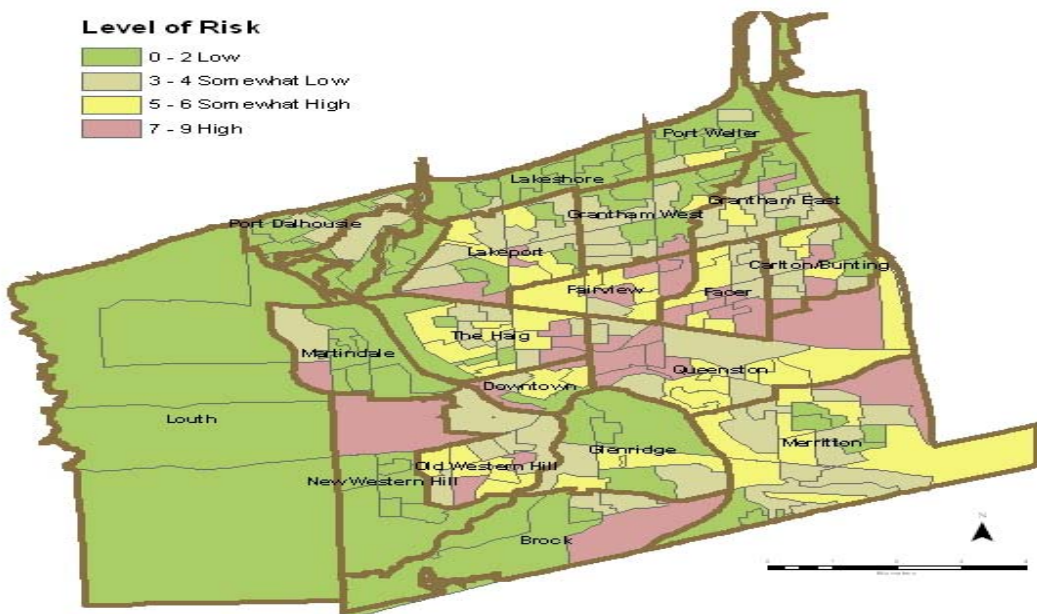 Level of Risk
0 - 2 Low
3 - 4 Somewhat Low
5 - 6 Somewhat High
7 - 9 High
Port Weller
Lakeshore
Grantham East
Grantham West
Port Dalhousie
Lakeport
Carlton/Bunting
Fairview
Facer
The Haig
Martindale
Queenston
Downtown
Louth
Merritton
Glenridge
Old Western Hill
New Western Hill
Brock
N